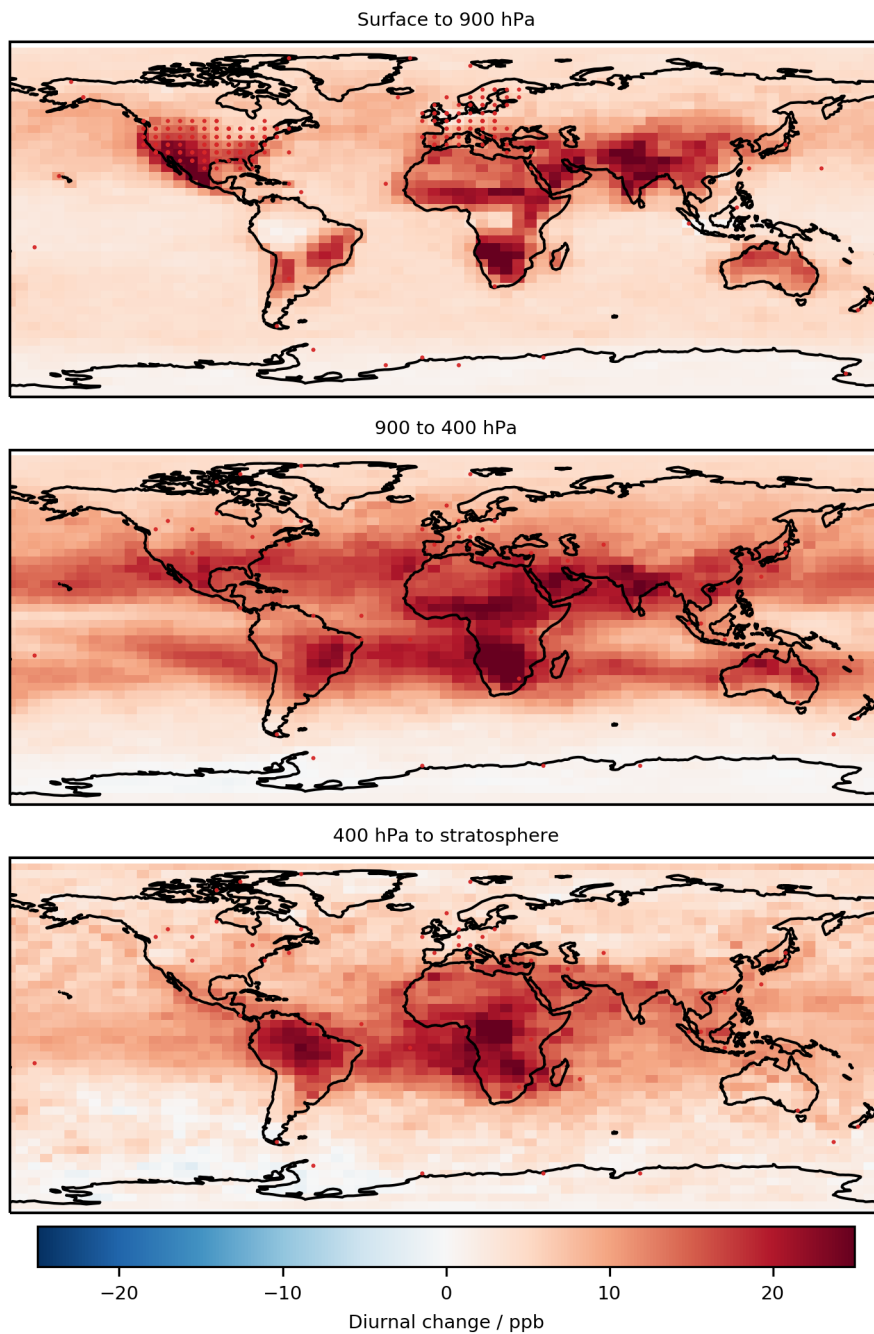 Surface to 900 hPa
900 to 400 hPa
400 hPa to stratosphere
−20 −10 0 10 20
Diurnal change / ppb